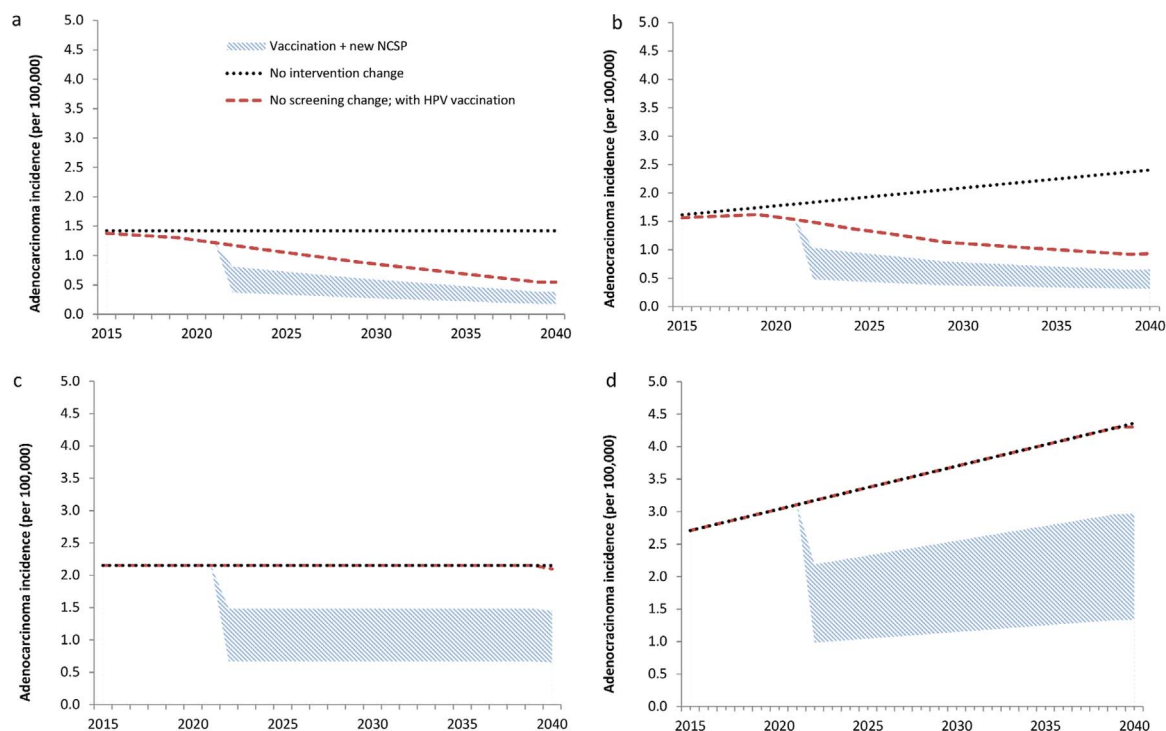 a
Adenocarcinoma incidence (per 100,000)
5.0
4.5
4.0
3.5
3.0
2.5
2.0
1.5
1.0
0.5
0.0
Vaccination + new NCSP
No intervention change
No screening change; with HPV vaccination
2015 2020 2025 2030 2035 2040
b
Adenocracinoma incidence (per 100,000)
5.0
4.5
4.0
3.5
3.0
2.5
2.0
1.5
1.0
0.5
0.0
2015 2020 2025 2030 2035 2040
c
Adenocarcinoma incidence (per 100,000)
5.0
4.5
4.0
3.5
3.0
2.5
2.0
1.5
1.0
0.5
0.0
2015 2020 2025 2030 2035 2040
d
Adenocracinoma incidence (per 100,000)
5.0
4.5
4.0
3.5
3.0
2.5
2.0
1.5
1.0
0.5
0.0
2015 2020 2025 2030 2035 2040